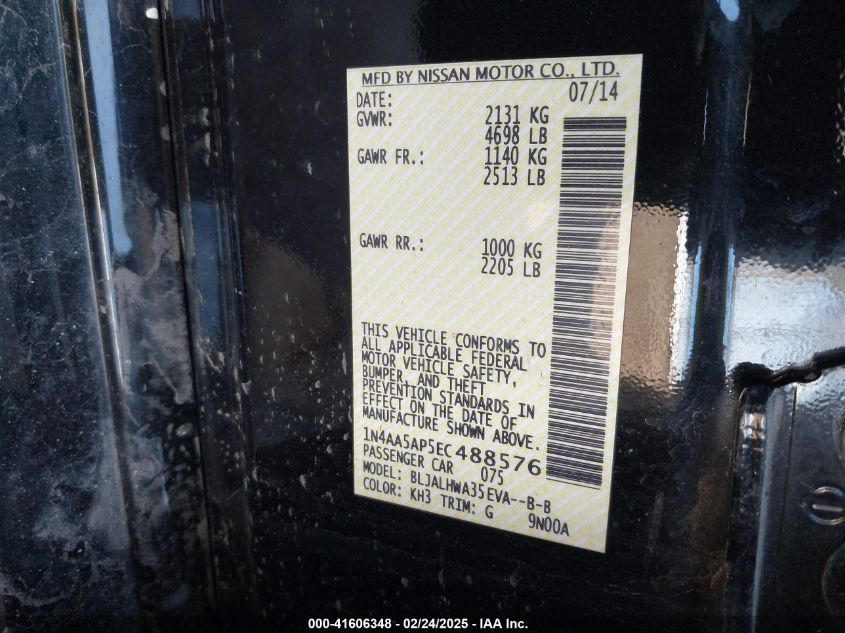 MFD BY NISSAN MOTOR CO., LTD.
DATE: 07/14
GVWR: 2131 KG
4698 LB
GAWR FR.: 1140 KG
2513 LB
GAWR RR.: 1000 KG
2205 LB
THIS VEHICLE CONFORMS TO
ALL APPLICABLE FEDERAL
MOTOR VEHICLE SAFETY,
BUMPER, AND THEFT
PREVENTION STANDARDS IN
EFFECT ON THE DATE OF
MANUFACTURE SHOWN ABOVE.
1N4AA5AP5EC488576
PASSENGER CAR 075
MODEL: BLJALHWA35EVA--B-B
COLOR: KH3 TRIM: G 9N00A
000-41606348 - 02/24/2025 - IAA Inc.